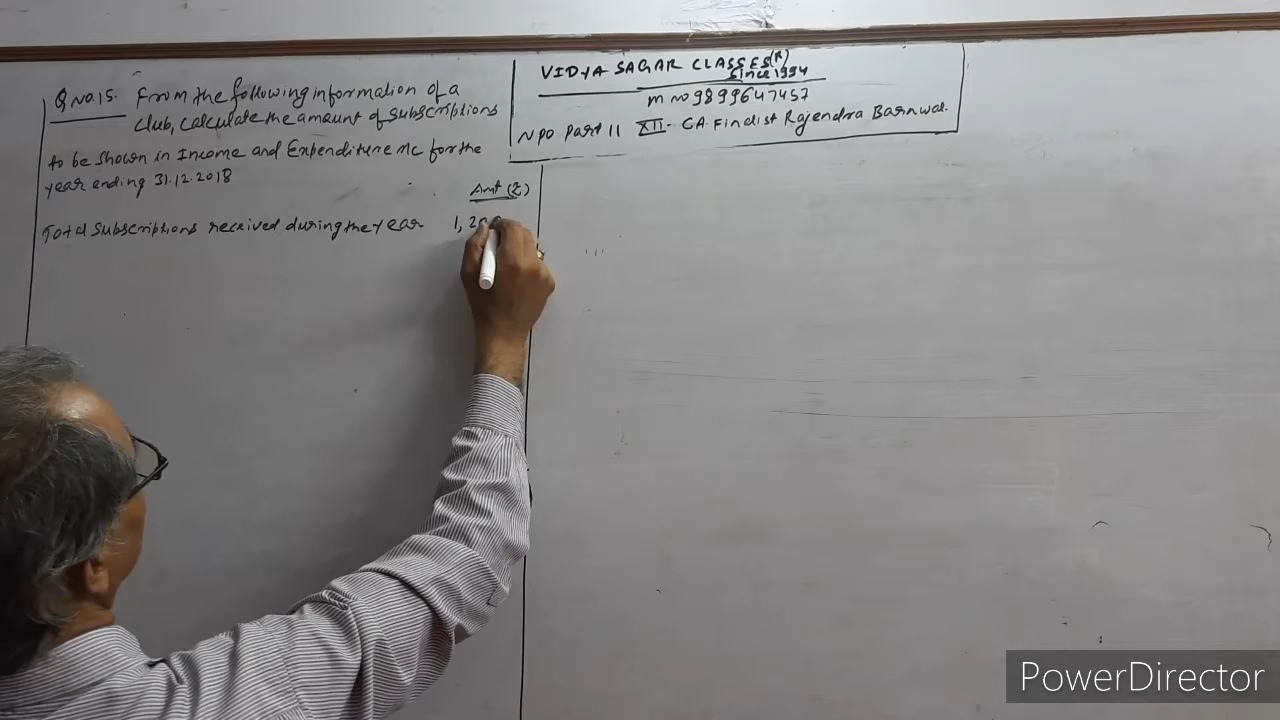 Q No.15. From the following information of a
club, calculate the amount of subscriptions
to be shown in Income and Expenditure A/c for the
year ending 31.12.2018
Amt (₹)
Total subscriptions received during the year 1,200
VIDYA SAGAR CLASSES (R)
Since 1994
m no 9899647457
NPO Part II XII - CA. Findist Rajendra Barnwal.
PowerDirector